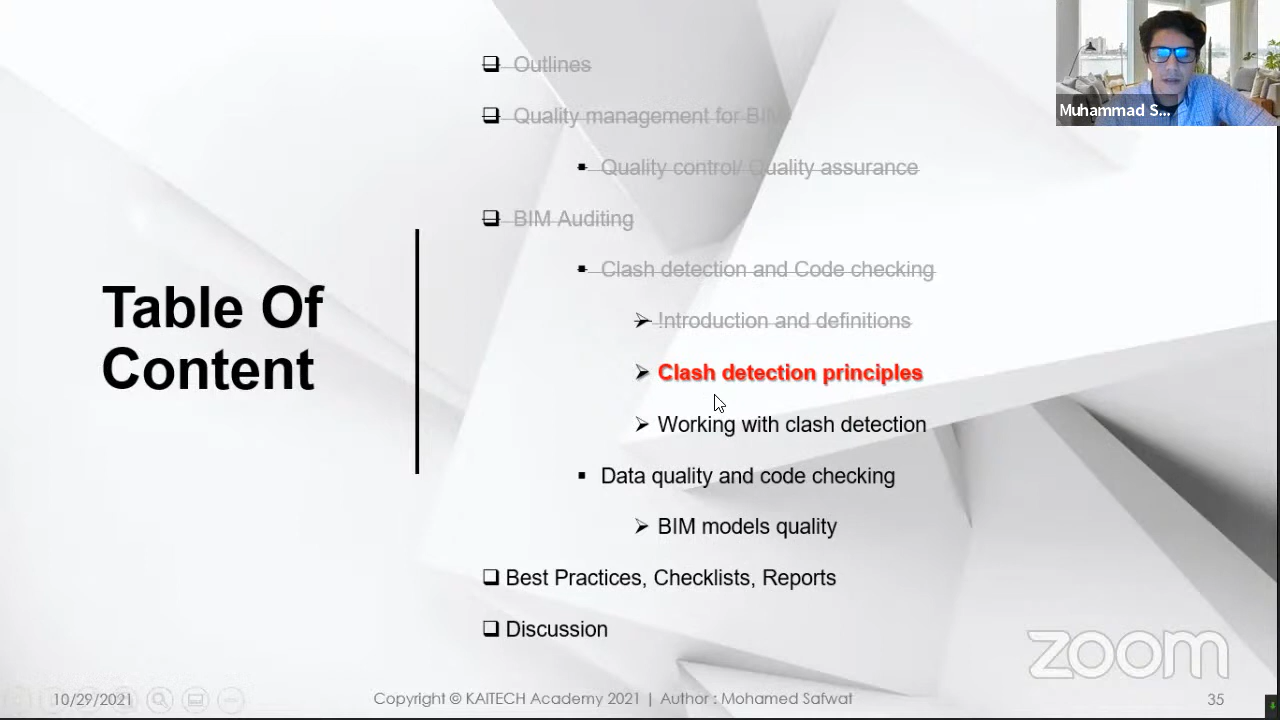 Muhammad S...
Table Of
Content
Outlines
Quality management for BIM
Quality control/ Quality assurance
BIM Auditing
Clash detection and Code checking
!ntroduction and definitions
Clash detection principles
Working with clash detection
Data quality and code checking
BIM models quality
Best Practices, Checklists, Reports
Discussion
zoom
10/29/2021
Copyright © KAITECH Academy 2021 | Author : Mohamed Safwat
35